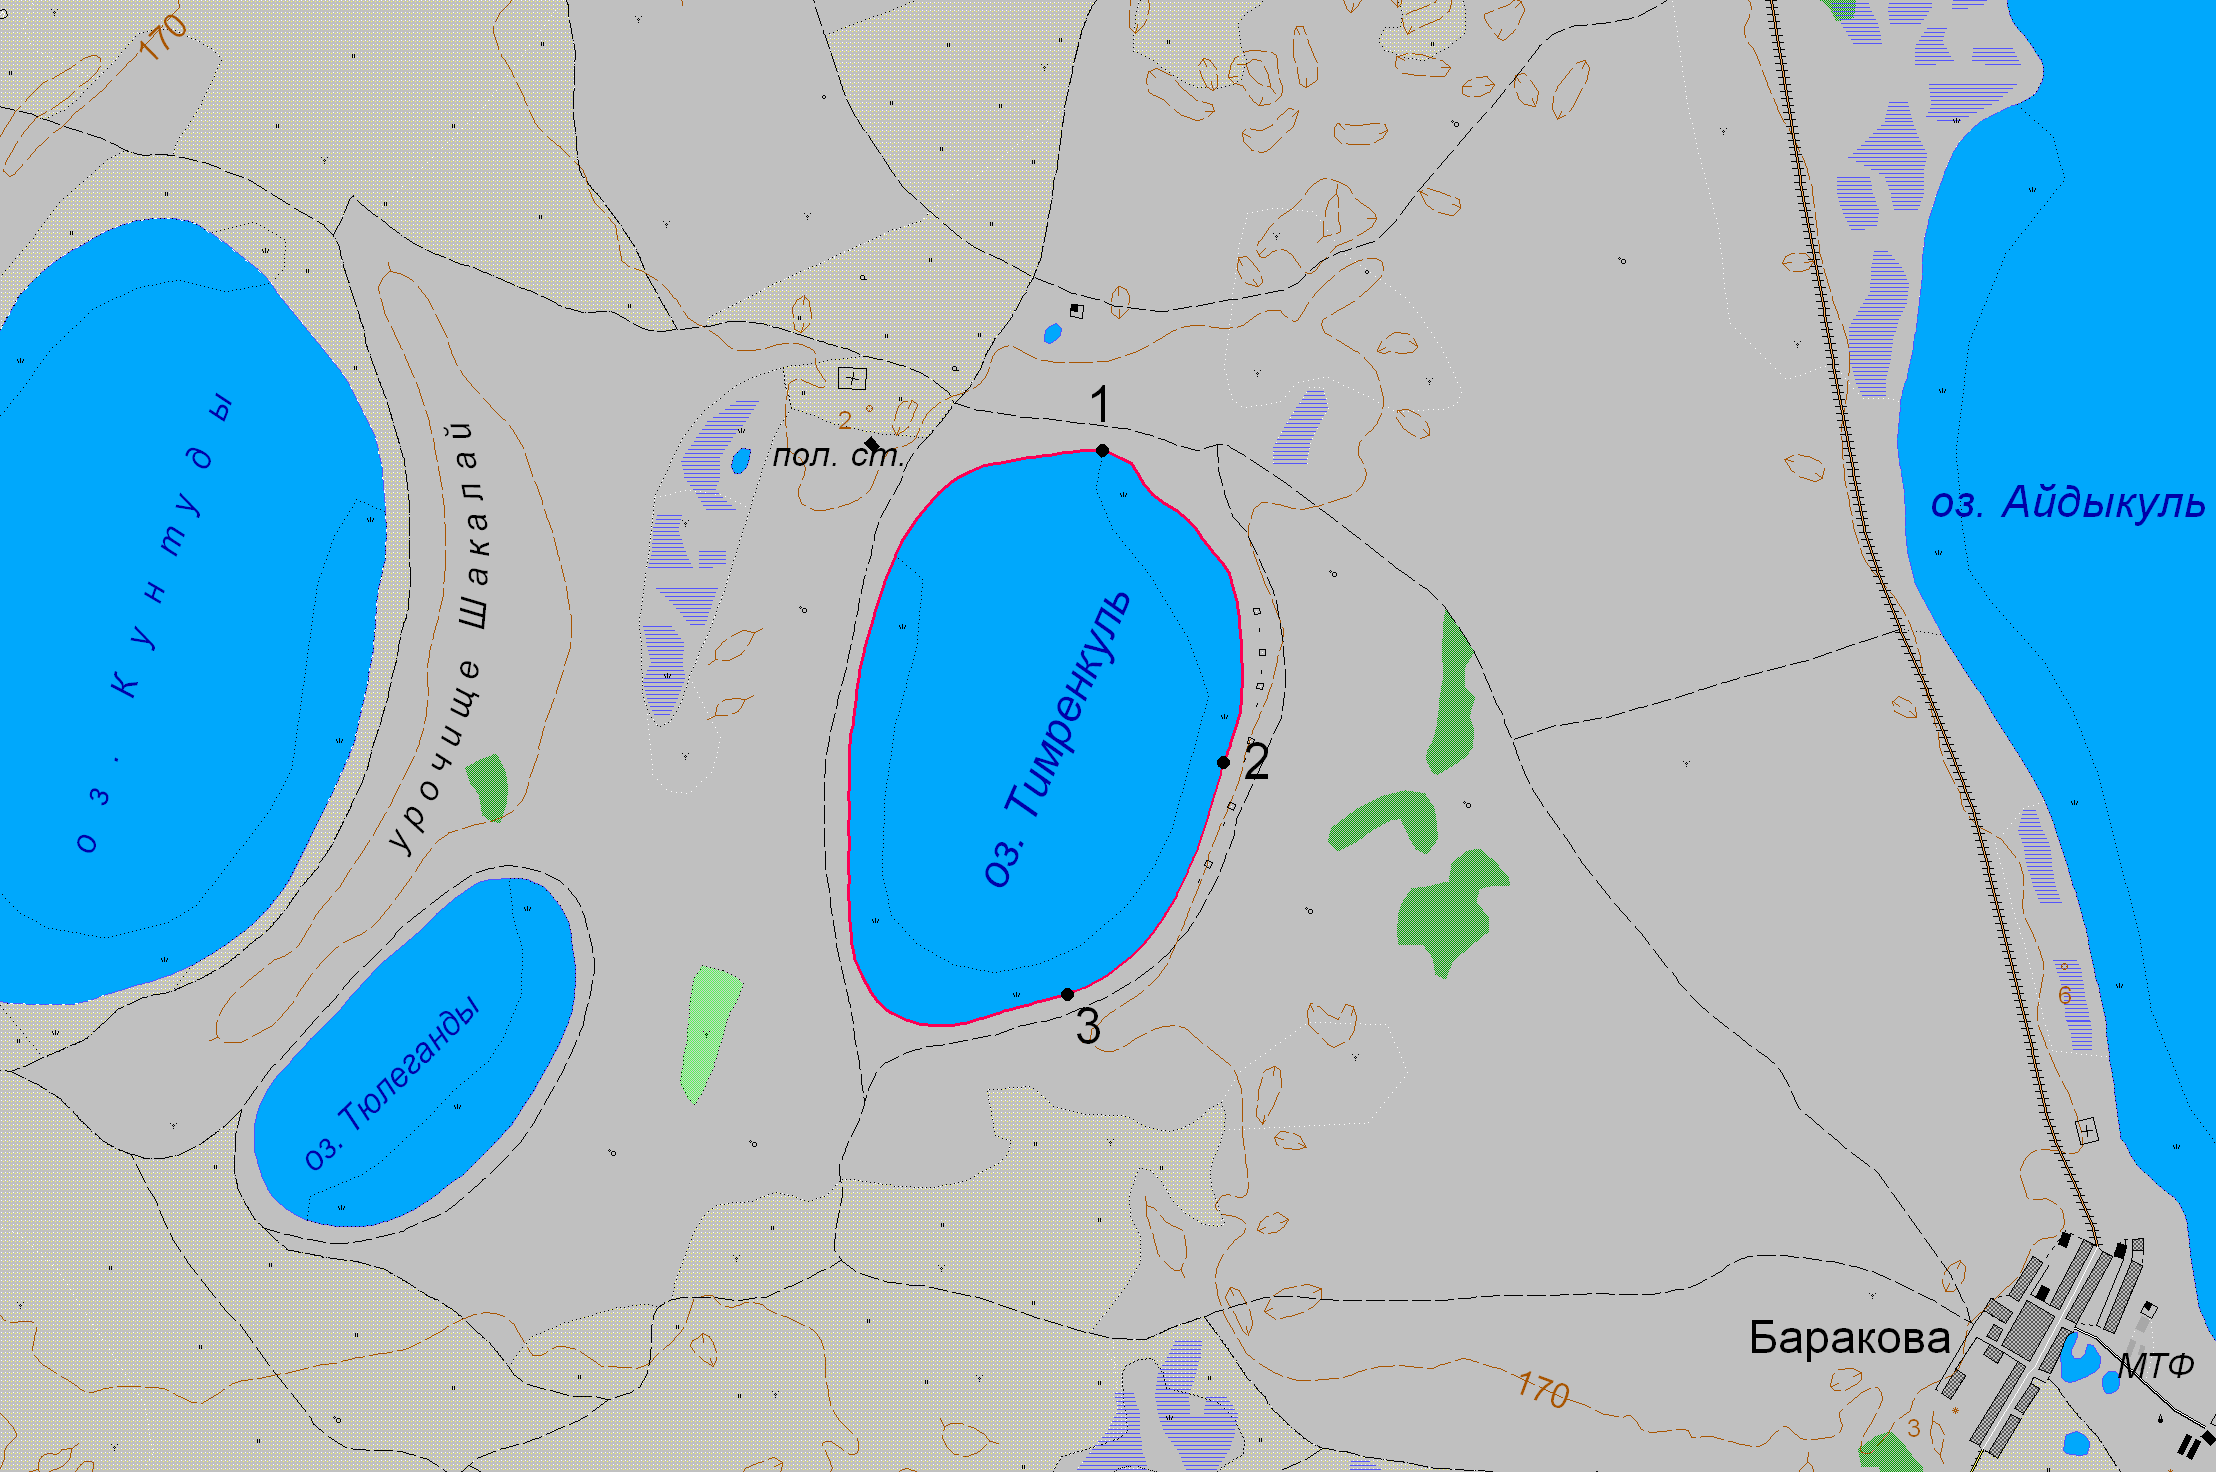 170
1
2
пол. ст.
оз. Кунтуды
урочище Шакалай
оз. Айдыкуль
оз. Тимренкуль
2
3
6
оз. Тюлеганды
Баракова
МТФ
170
3